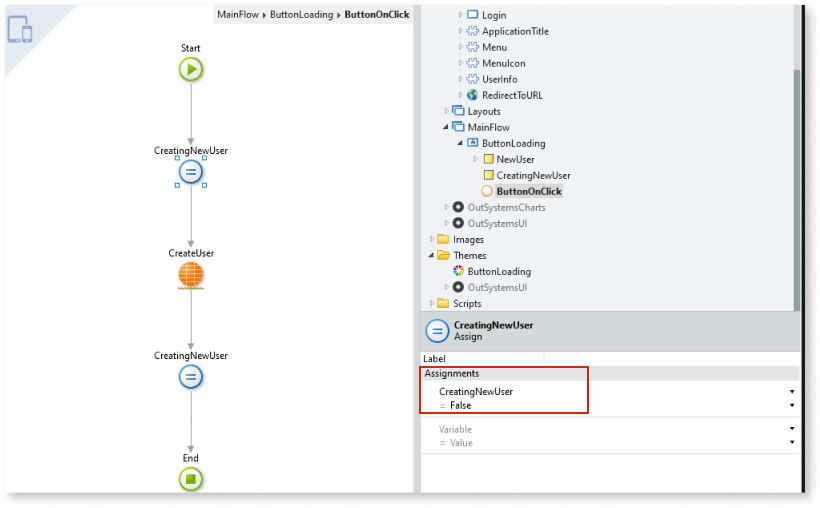 MainFlow ▸ ButtonLoading ▸ ButtonOnClick
Start
CreatingNewUser
CreateUser
CreatingNewUser
End
Login
ApplicationTitle
Menu
MenuIcon
UserInfo
RedirectToURL
Layouts
MainFlow
ButtonLoading
NewUser
CreatingNewUser
ButtonOnClick
OutSystemsCharts
OutSystemsUI
Images
Themes
ButtonLoading
OutSystemsUI
Scripts
CreatingNewUser
Assign
Label
Assignments
CreatingNewUser
= False
Variable
= Value